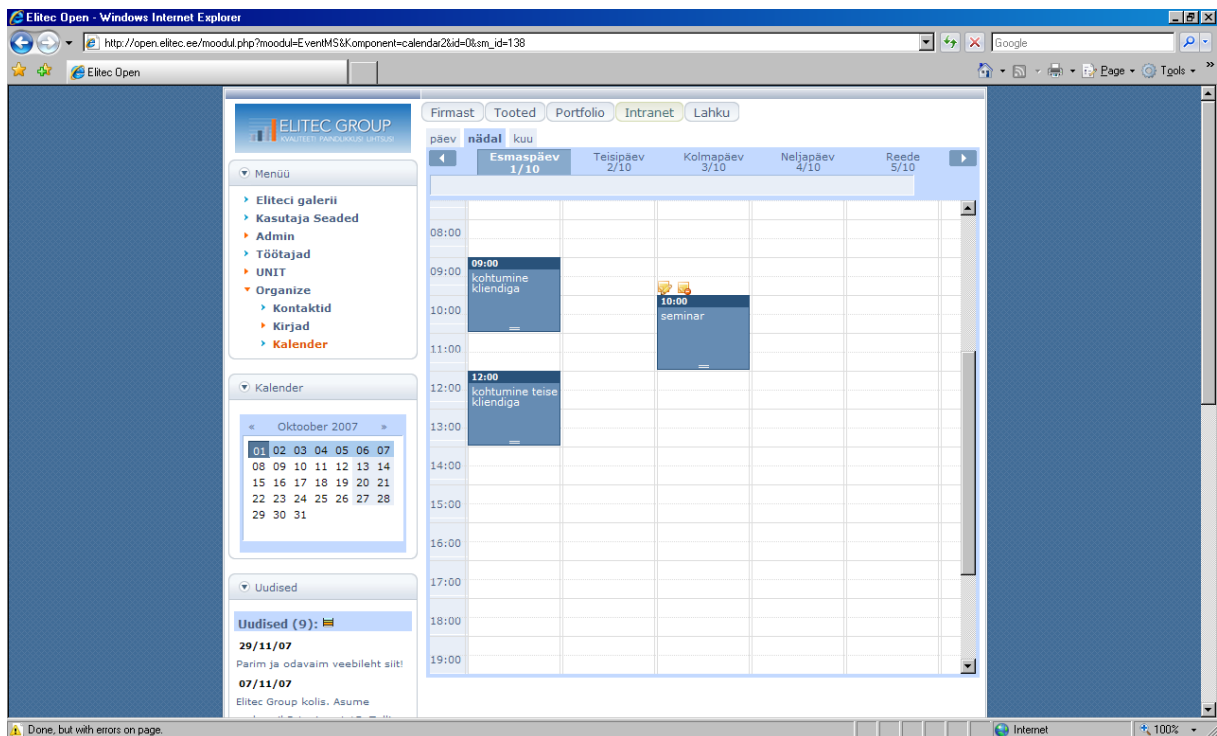 Elitec Open - Windows Internet Explorer
http://open.elitec.ee/moodul.php?moodul=EventMS&Komponent=calendar2&id=0&sm_id=138
Google
Elitec Open
Page
Tools
ELITEC GROUP
KVALITEETI PAINDLIKKUSI UHTSUSI
Firmast Tooted Portfolio Intranet Lahku
päev nädal kuu
Esmaspäev Teisipäev Kolmapäev Neljapäev Reede
1/10 2/10 3/10 4/10 5/10
Menüü
Eliteci galerii
Kasutaja Seaded
Admin
Töötajad
UNIT
Organize
Kontaktid
Kirjad
Kalender
Kalender
« Oktoober 2007 »
01 02 03 04 05 06 07
08 09 10 11 12 13 14
15 16 17 18 19 20 21
22 23 24 25 26 27 28
29 30 31
Uudised
Uudised (9):
29/11/07
Parim ja odavaim veebileht siit!
07/11/07
Elitec Group kolis. Asume
08:00
09:00
10:00
11:00
12:00
13:00
14:00
15:00
16:00
17:00
18:00
19:00
09:00
kohtumine
kliendiga
10:00
seminar
12:00
kohtumine teise
kliendiga
Done, but with errors on page.
Internet
100%